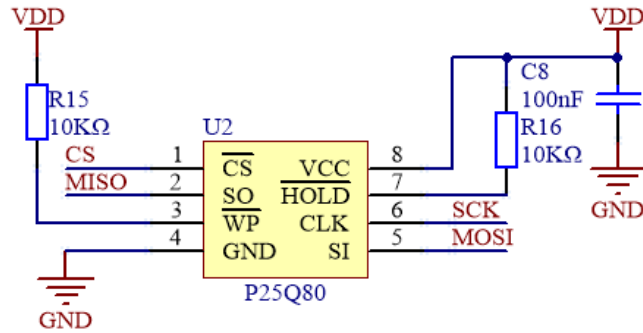 VDD
VDD
R15
10KΩ
C8
100nF
R16
10KΩ
GND
U2
CS 1 CS VCC 8
MISO 2 SO HOLD 7
3 WP CLK 6 SCK
4 GND SI 5 MOSI
GND
P25Q80